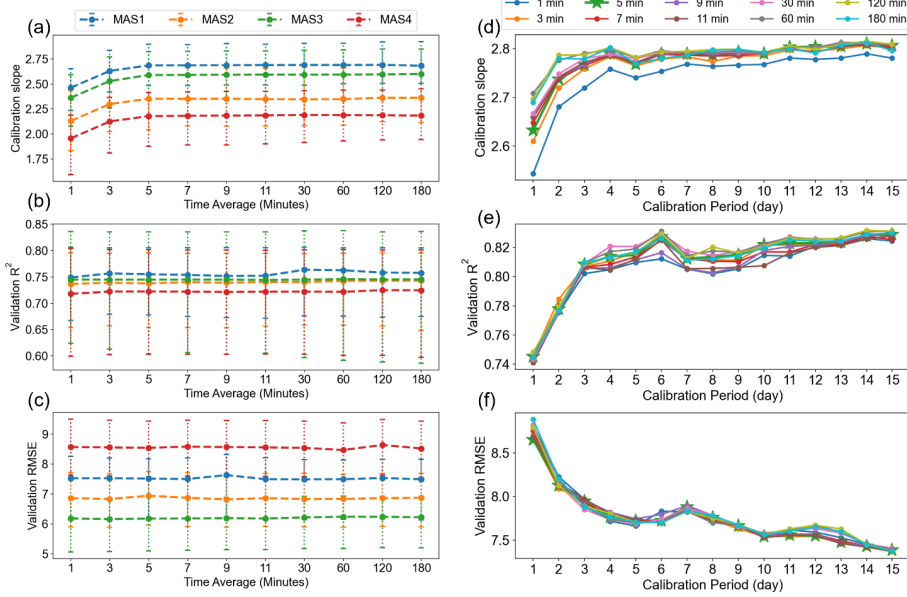 MAS1 MAS2 MAS3 MAS4
(a)
Calibration slope
2.75
2.50
2.25
2.00
1.75
1 3 5 7 9 11 30 60 120 180
Time Average (Minutes)
(b)
Validation R²
0.85
0.80
0.75
0.70
0.65
0.60
1 3 5 7 9 11 30 60 120 180
Time Average (Minutes)
(c)
Validation RMSE
9
8
7
6
5
1 3 5 7 9 11 30 60 120 180
Time Average (Minutes)
1 min 5 min 9 min 30 min 120 min
3 min 7 min 11 min 60 min 180 min
(d)
Calibration slope
2.8
2.7
2.6
1 2 3 4 5 6 7 8 9 10 11 12 13 14 15
Calibration Period (day)
(e)
Validation R²
0.82
0.80
0.78
0.76
0.74
1 2 3 4 5 6 7 8 9 10 11 12 13 14 15
Calibration Period (day)
(f)
Validation RMSE
8.5
8.0
7.5
1 2 3 4 5 6 7 8 9 10 11 12 13 14 15
Calibration Period (day)